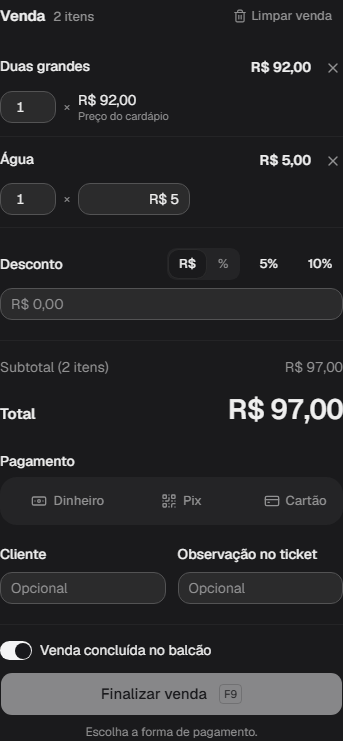 Venda 2 itens Limpar venda
Duas grandes R$ 92,00 ×
1 × R$ 92,00
Preço do cardápio
Água R$ 5,00 ×
1 × R$ 5
Desconto R$ % 5% 10%
R$ 0,00
Subtotal (2 itens) R$ 97,00
Total R$ 97,00
Pagamento
Dinheiro Pix Cartão
Cliente Observação no ticket
Opcional Opcional
Venda concluída no balcão
Finalizar venda F9
Escolha a forma de pagamento.